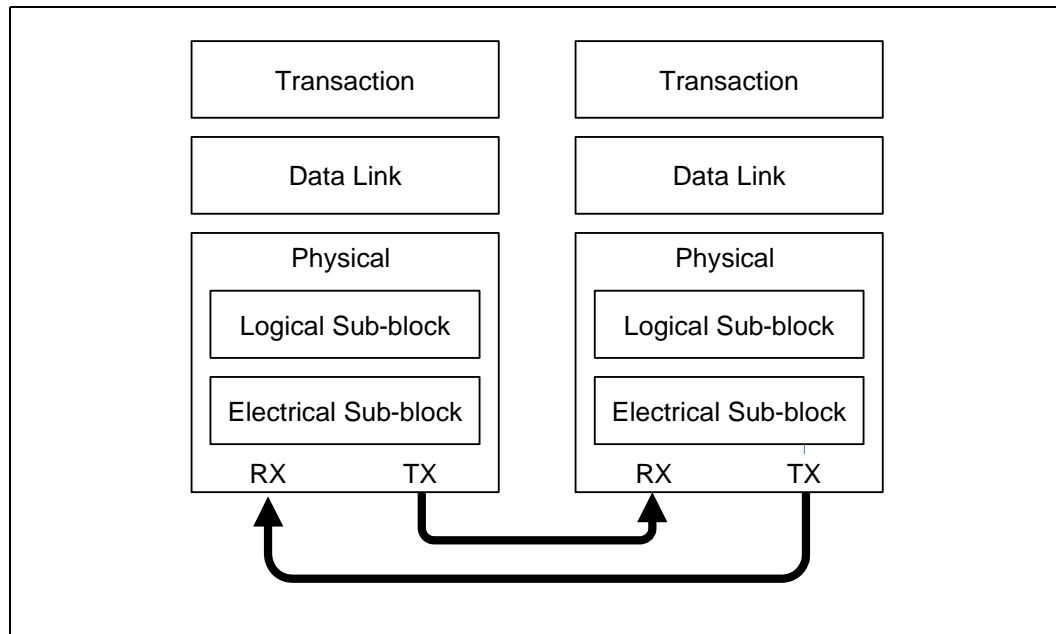 Transaction
Transaction
Data Link
Data Link
Physical
Physical
Logical Sub-block
Logical Sub-block
Electrical Sub-block
Electrical Sub-block
RX
TX
RX
TX